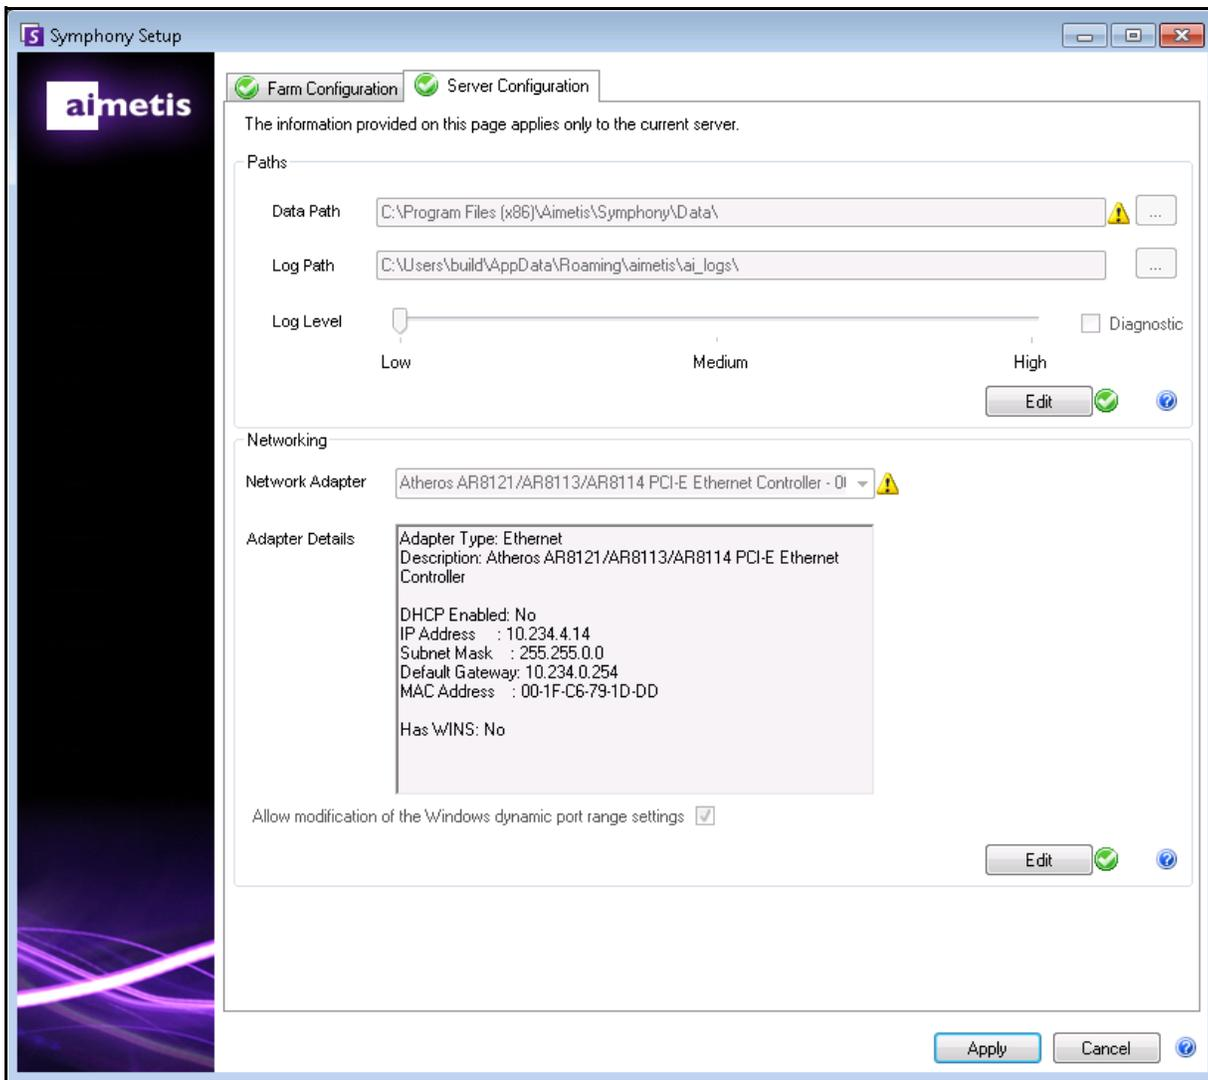 Symphony Setup
aimetis
Farm Configuration
Server Configuration
The information provided on this page applies only to the current server.
Paths
Data Path
C:\Program Files (x86)\Aimetis\Symphony\Data\
...
Log Path
C:\Users\build\AppData\Roaming\aimetis\ai_logs\
...
Log Level
Diagnostic
Low
Medium
High
Edit
Networking
Network Adapter
Atheros AR8121/AR8113/AR8114 PCI-E Ethernet Controller -
Adapter Details
Adapter Type: Ethernet
Description: Atheros AR8121/AR8113/AR8114 PCI-E Ethernet
Controller
DHCP Enabled: No
IP Address : 10.234.4.14
Subnet Mask : 255.255.0.0
Default Gateway: 10.234.0.254
MAC Address : 00-1F-C6-79-1D-DD
Has WINS: No
Allow modification of the Windows dynamic port range settings
Edit
Apply
Cancel